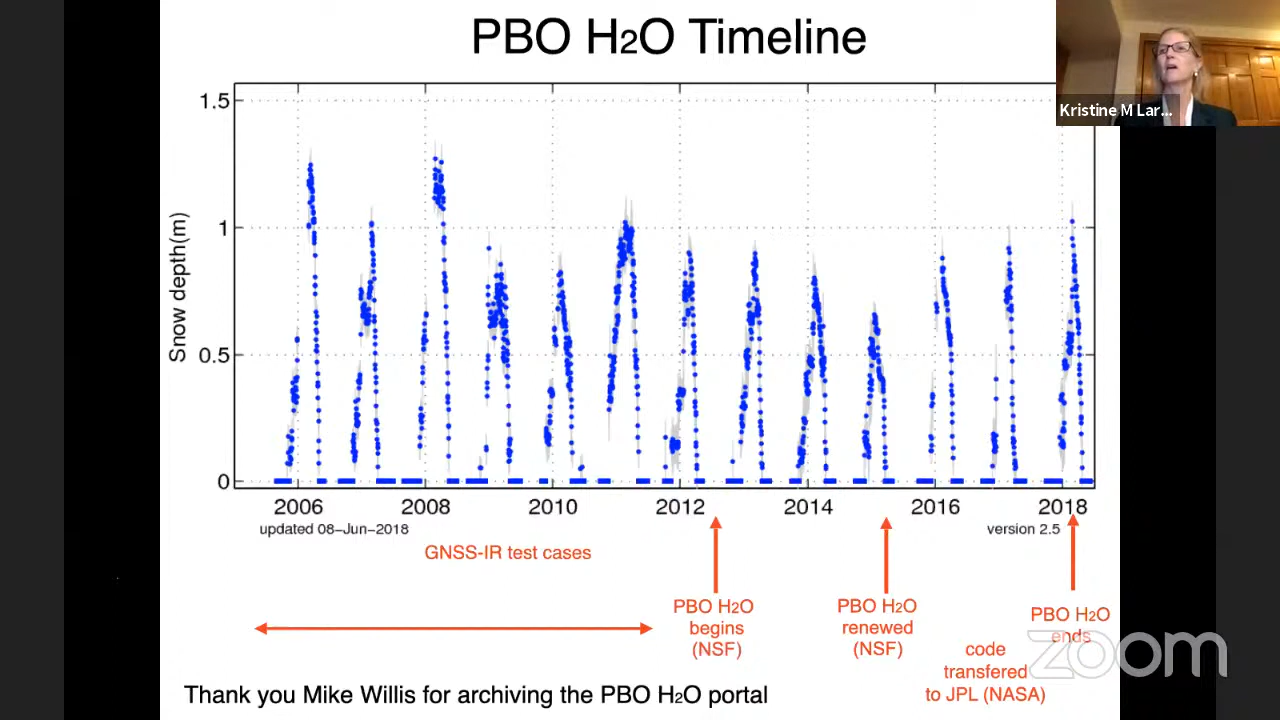 PBO H2O Timeline
Kristine M Lar...
1.5
1
0.5
0
Snow depth(m)
2006 2008 2010 2012 2014 2016 2018
updated 08-Jun-2018
version 2.5
GNSS-IR test cases
PBO H2O
begins
(NSF)
PBO H2O
renewed
(NSF)
PBO H2O
ends
code
transfered
to JPL (NASA)
zoom
Thank you Mike Willis for archiving the PBO H2O portal